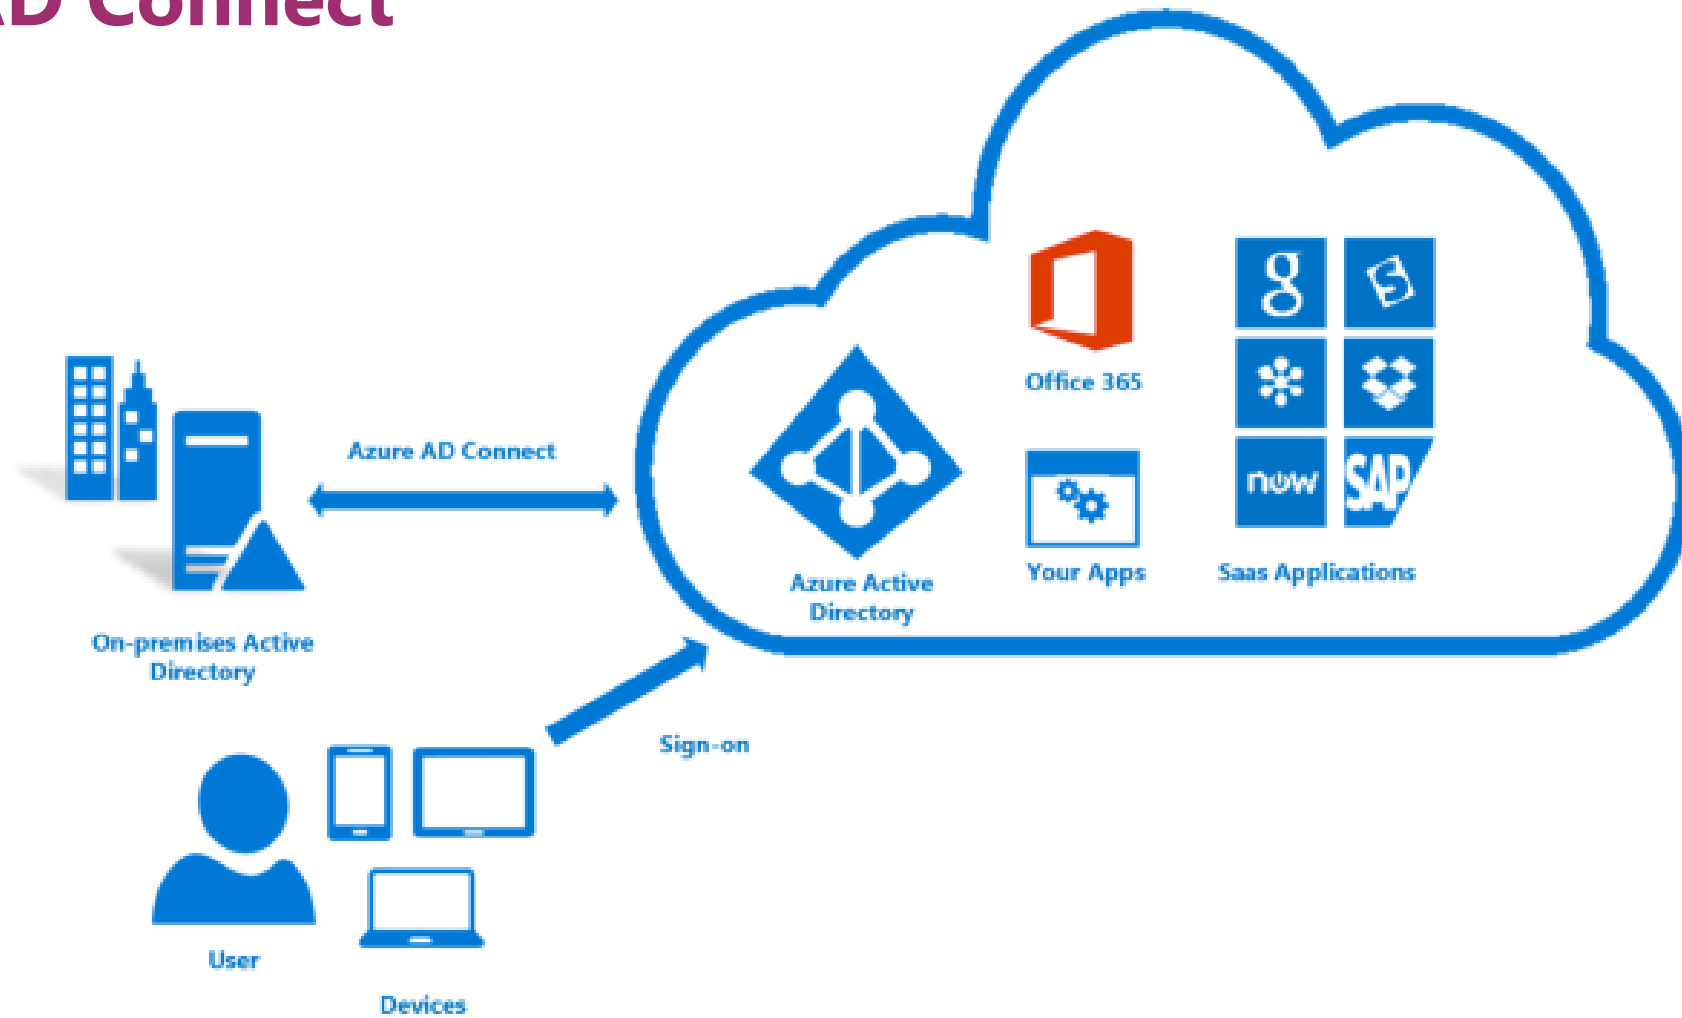 AD Connect
Office 365
Azure AD Connect
Azure Active
Directory
Your Apps
Saas Applications
g
S
now
SAP
On-premises Active
Directory
Sign-on
User
Devices